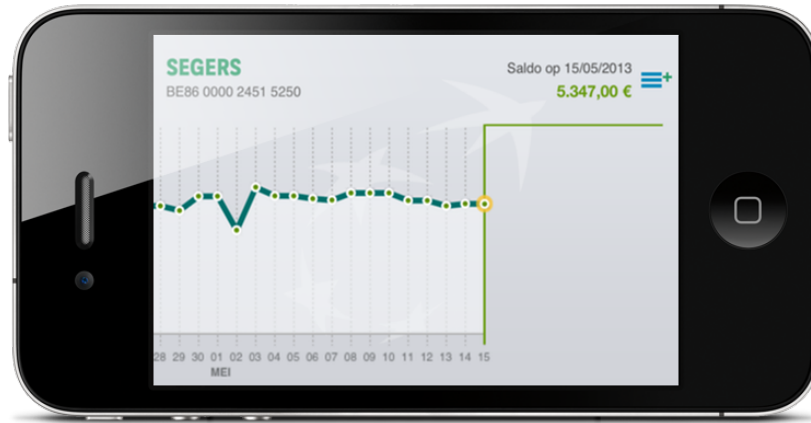 SEGERS
BE86 0000 2451 5250
Saldo op 15/05/2013
5.347,00 €
28 29 30 01 02 03 04 05 06 07 08 09 10 11 12 13 14 15
MEI